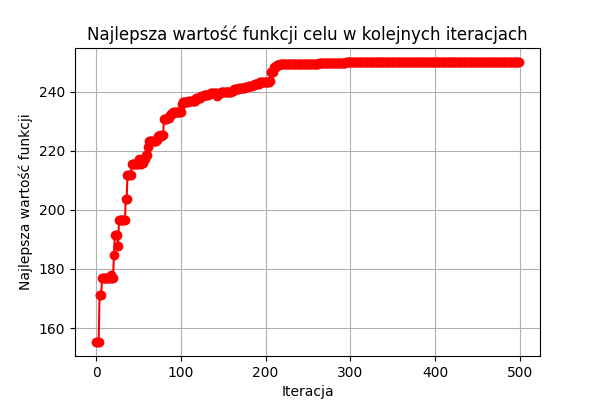 Najlepsza wartość funkcji celu w kolejnych iteracjach
Najlepsza wartość funkcji
240
220
200
180
160
0 100 200 300 400 500
Iteracja